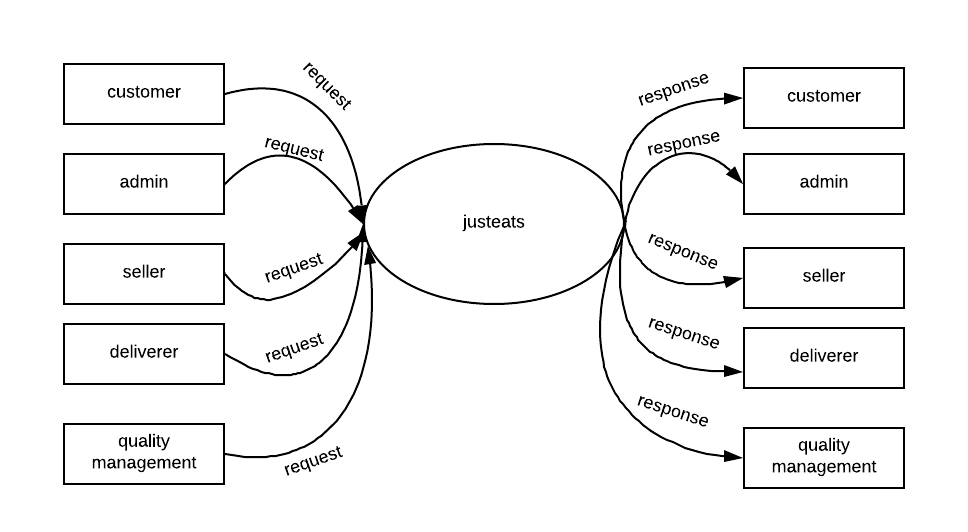 customer
request
admin
request
seller
request
deliverer
request
quality
management
request
justeats
response
customer
response
admin
response
seller
response
deliverer
response
quality
management